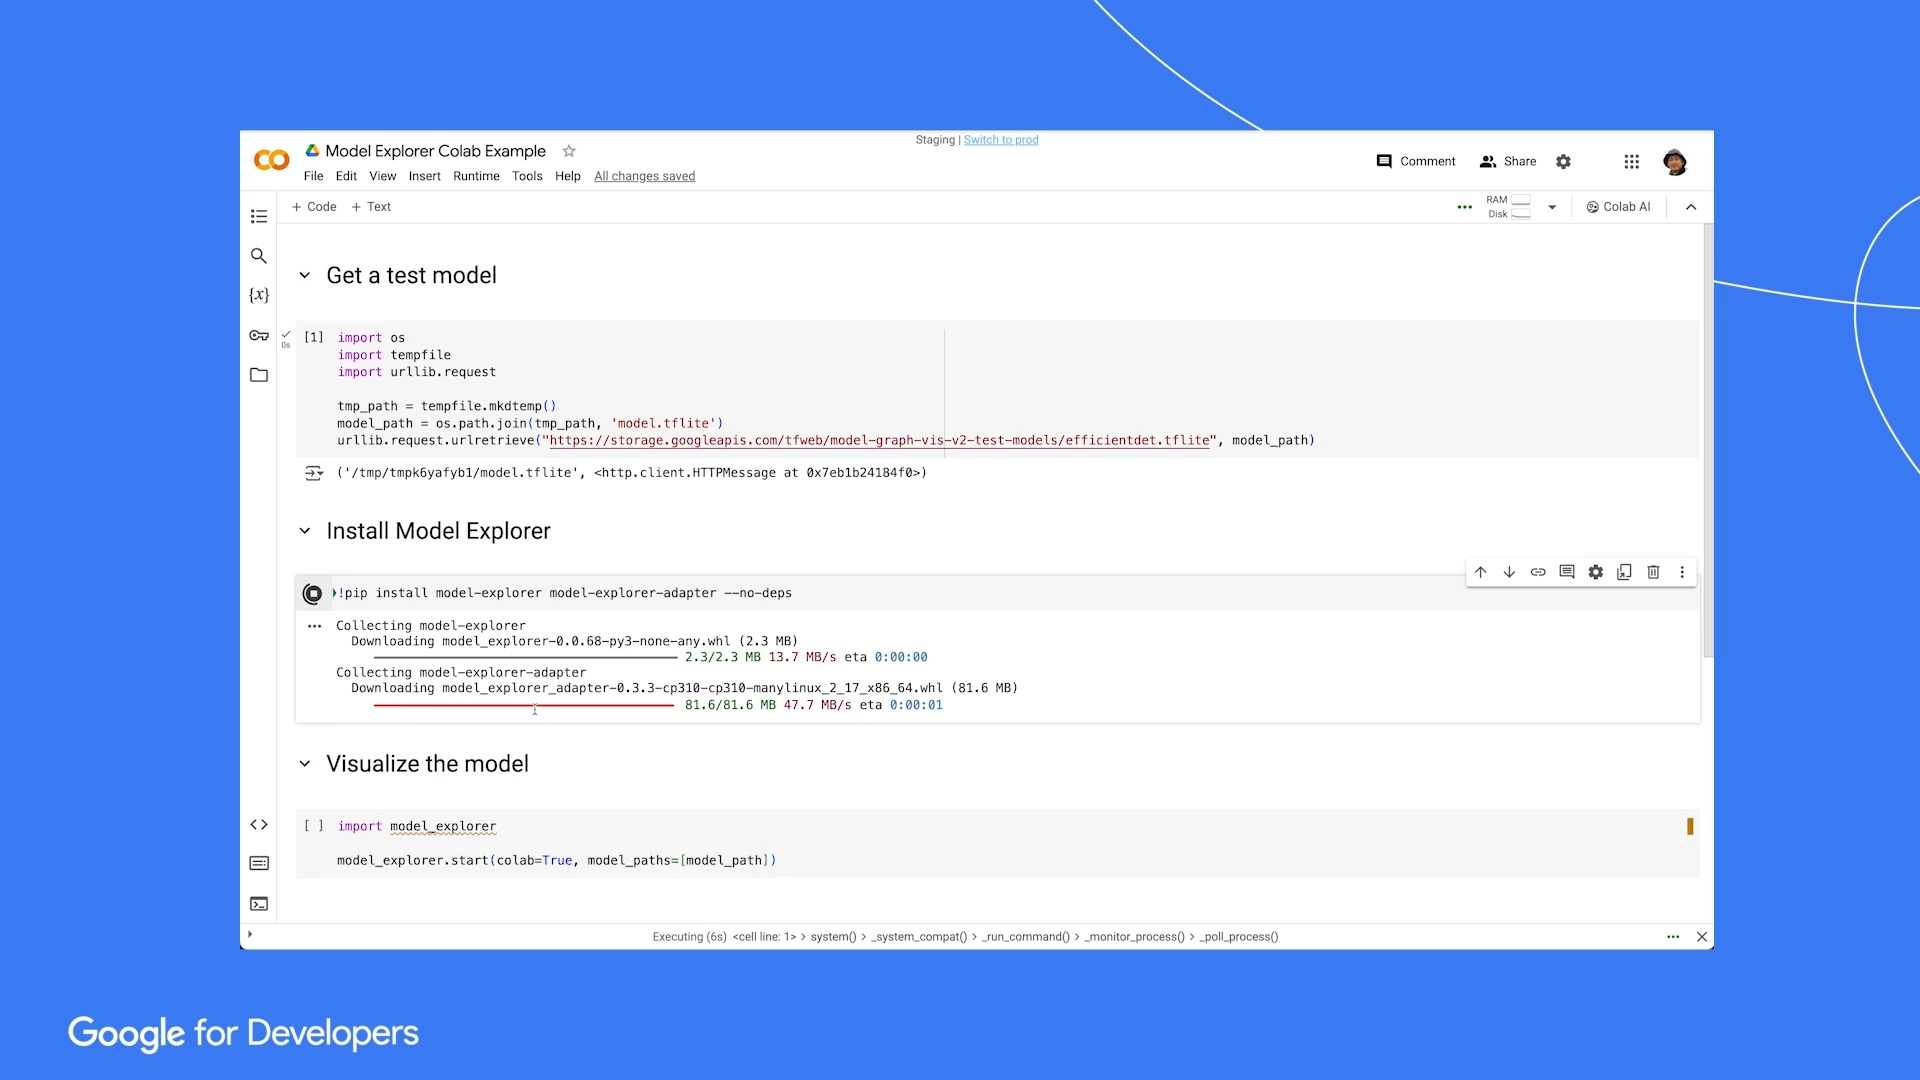 Staging | Switch to prod
Model Explorer Colab Example
Comment
Share
File Edit View Insert Runtime Tools Help All changes saved
+ Code + Text
RAM
Disk
Colab AI
Get a test model
[1] import os
import tempfile
import urllib.request
0s
tmp_path = tempfile.mkdtemp()
model_path = os.path.join(tmp_path, 'model.tflite')
urllib.request.urlretrieve("https://storage.googleapis.com/tfweb/model-graph-vis-v2-test-models/efficientdet.tflite", model_path)
('/tmp/tmpk6yafyb1/model.tflite', <http.client.HTTPMessage at 0x7eb1b24184f0>)
Install Model Explorer
!pip install model-explorer model-explorer-adapter --no-deps
Collecting model-explorer
Downloading model_explorer-0.0.68-py3-none-any.whl (2.3 MB)
2.3/2.3 MB 13.7 MB/s eta 0:00:00
Collecting model-explorer-adapter
Downloading model_explorer_adapter-0.3.3-cp310-cp310-manylinux_2_17_x86_64.whl (81.6 MB)
81.6/81.6 MB 47.7 MB/s eta 0:00:01
Visualize the model
[ ] import model_explorer
model_explorer.start(colab=True, model_paths=[model_path])
Executing (6s) <cell line: 1> > system() > _system_compat() > _run_command() > _monitor_process() > _poll_process()
Google for Developers